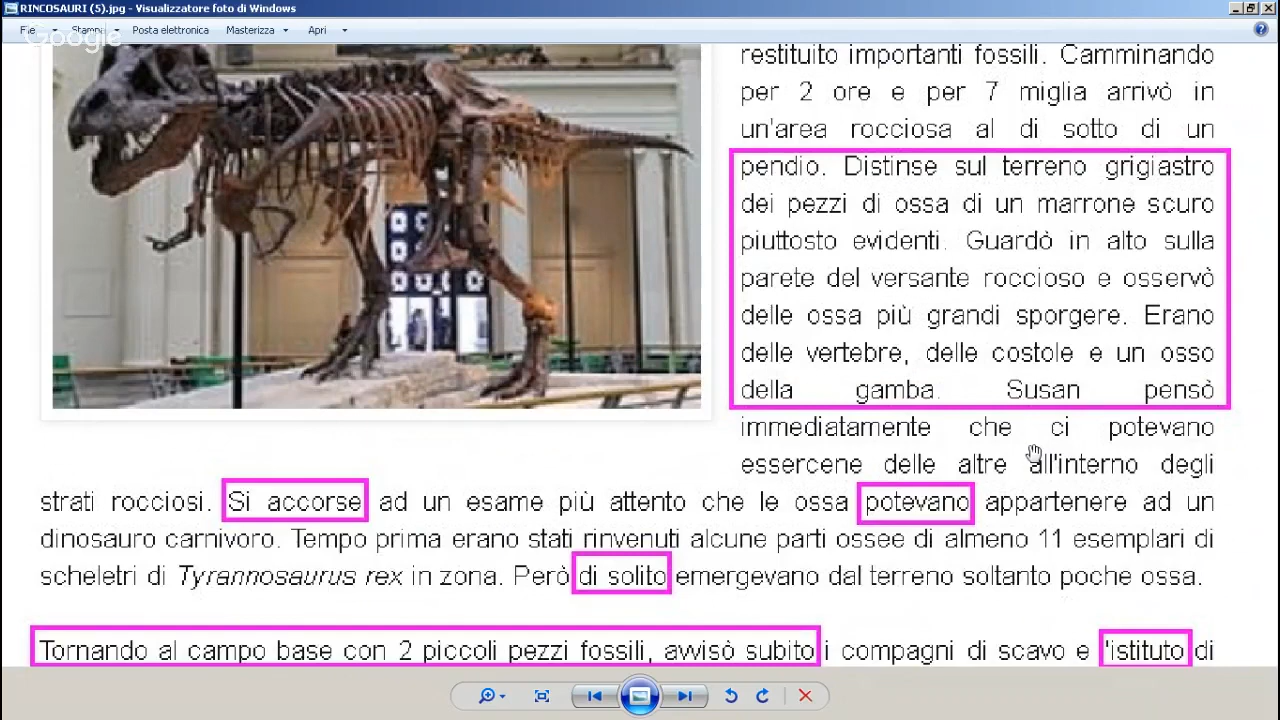 RINCOSAURI (5).jpg - Visualizzatore foto di Windows
File Stampa Posta elettronica Masterizza Apri
Google
restituito importanti fossili. Camminando
per 2 ore e per 7 miglia arrivò in
un'area rocciosa al di sotto di un
pendio. Distinse sul terreno grigiastro
dei pezzi di ossa di un marrone scuro
piuttosto evidenti. Guardò in alto sulla
parete del versante roccioso e osservò
delle ossa più grandi sporgere. Erano
delle vertebre, delle costole e un osso
della gamba. Susan pensò
immediatamente che ci potevano
essercene delle altre all'interno degli
strati rocciosi. Si accorse ad un esame più attento che le ossa potevano appartenere ad un
dinosauro carnivoro. Tempo prima erano stati rinvenuti alcune parti ossee di almeno 11 esemplari di
scheletri di Tyrannosaurus rex in zona. Però di solito emergevano dal terreno soltanto poche ossa.
Tornando al campo base con 2 piccoli pezzi fossili, avvisò subito i compagni di scavo e l'istituto di